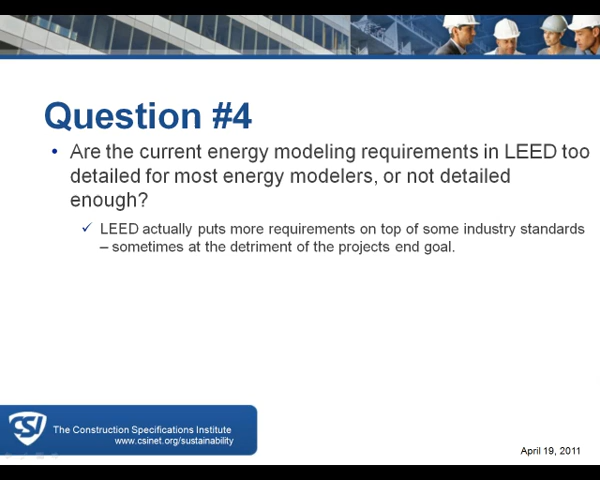 Question #4
• Are the current energy modeling requirements in LEED too
detailed for most energy modelers, or not detailed
enough?
✓ LEED actually puts more requirements on top of some industry standards
– sometimes at the detriment of the projects end goal.
CSI
The Construction Specifications Institute
www.csinet.org/sustainability
April 19, 2011